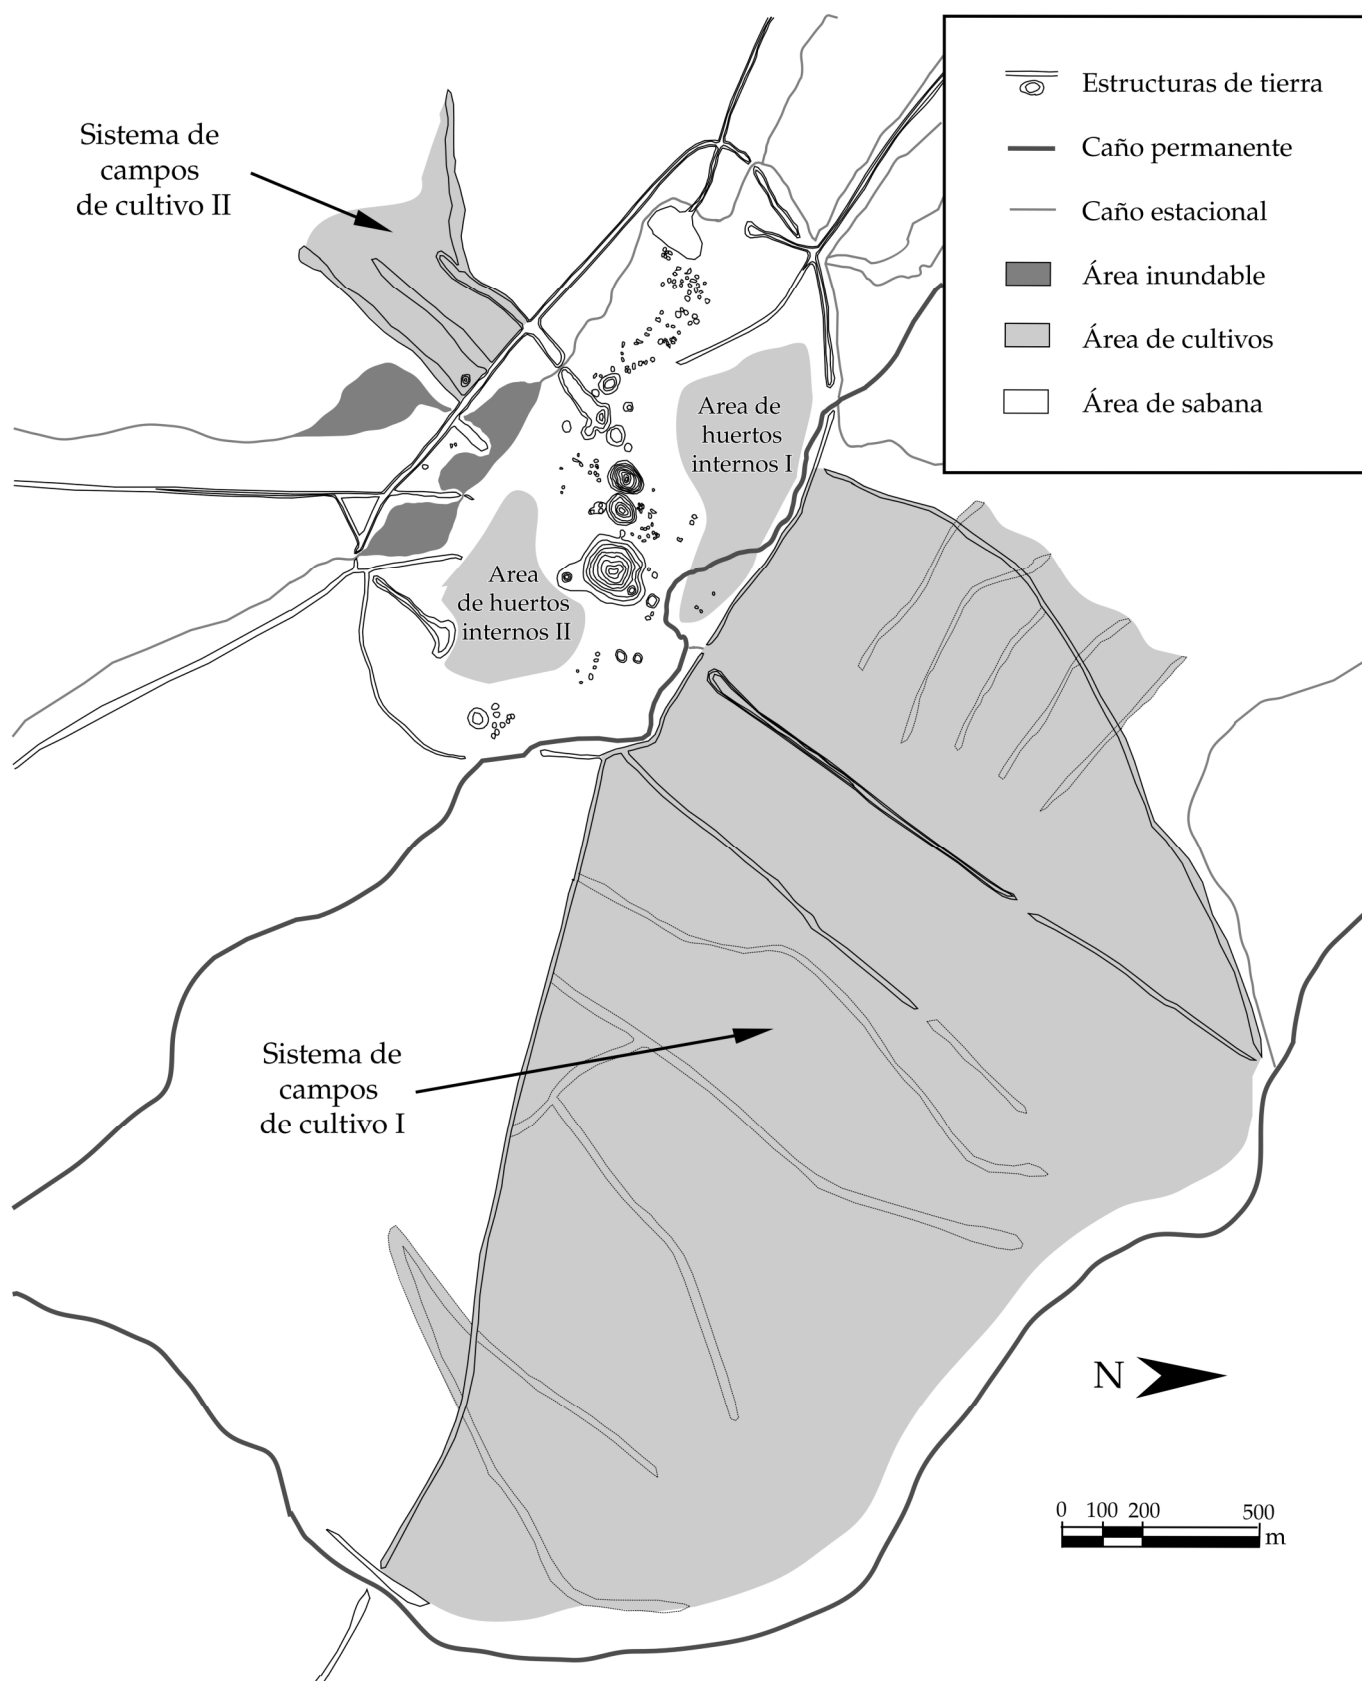 Sistema de
campos
de cultivo II
Estructuras de tierra
Caño permanente
Caño estacional
Área inundable
Área de cultivos
Área de sabana
Area de
huertos
internos I
Area
de huertos
internos II
Sistema de
campos
de cultivo I
N
0 100 200 500
m